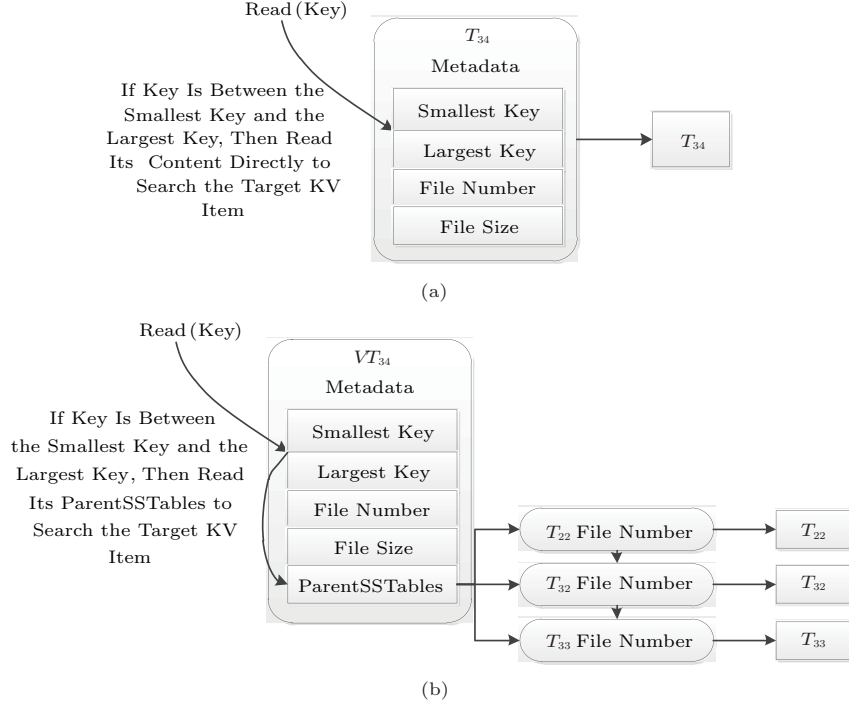 Read (Key)
T34
Metadata
If Key Is Between the
Smallest Key and the
Largest Key, Then Read
Its Content Directly to
Search the Target KV
Item
Smallest Key
Largest Key
File Number
File Size
T34
(a)
Read (Key)
VT34
Metadata
If Key Is Between
the Smallest Key and the
Largest Key, Then Read
Its ParentSSTables to
Search the Target KV
Item
Smallest Key
Largest Key
File Number
File Size
ParentSSTables
T22 File Number
T22
T32 File Number
T32
T33 File Number
T33
(b)